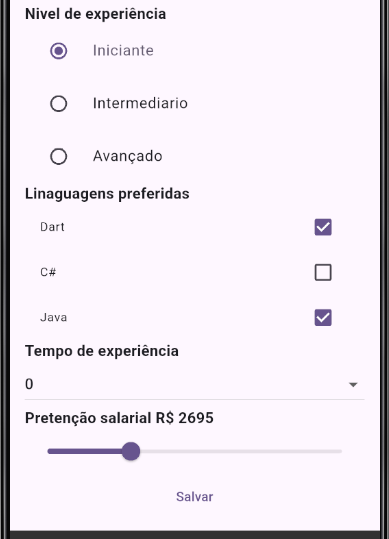 Nivel de experiência
Iniciante
Intermediario
Avançado
Linaguagens preferidas
Dart
C#
Java
Tempo de experiência
0
Pretenção salarial R$ 2695
Salvar